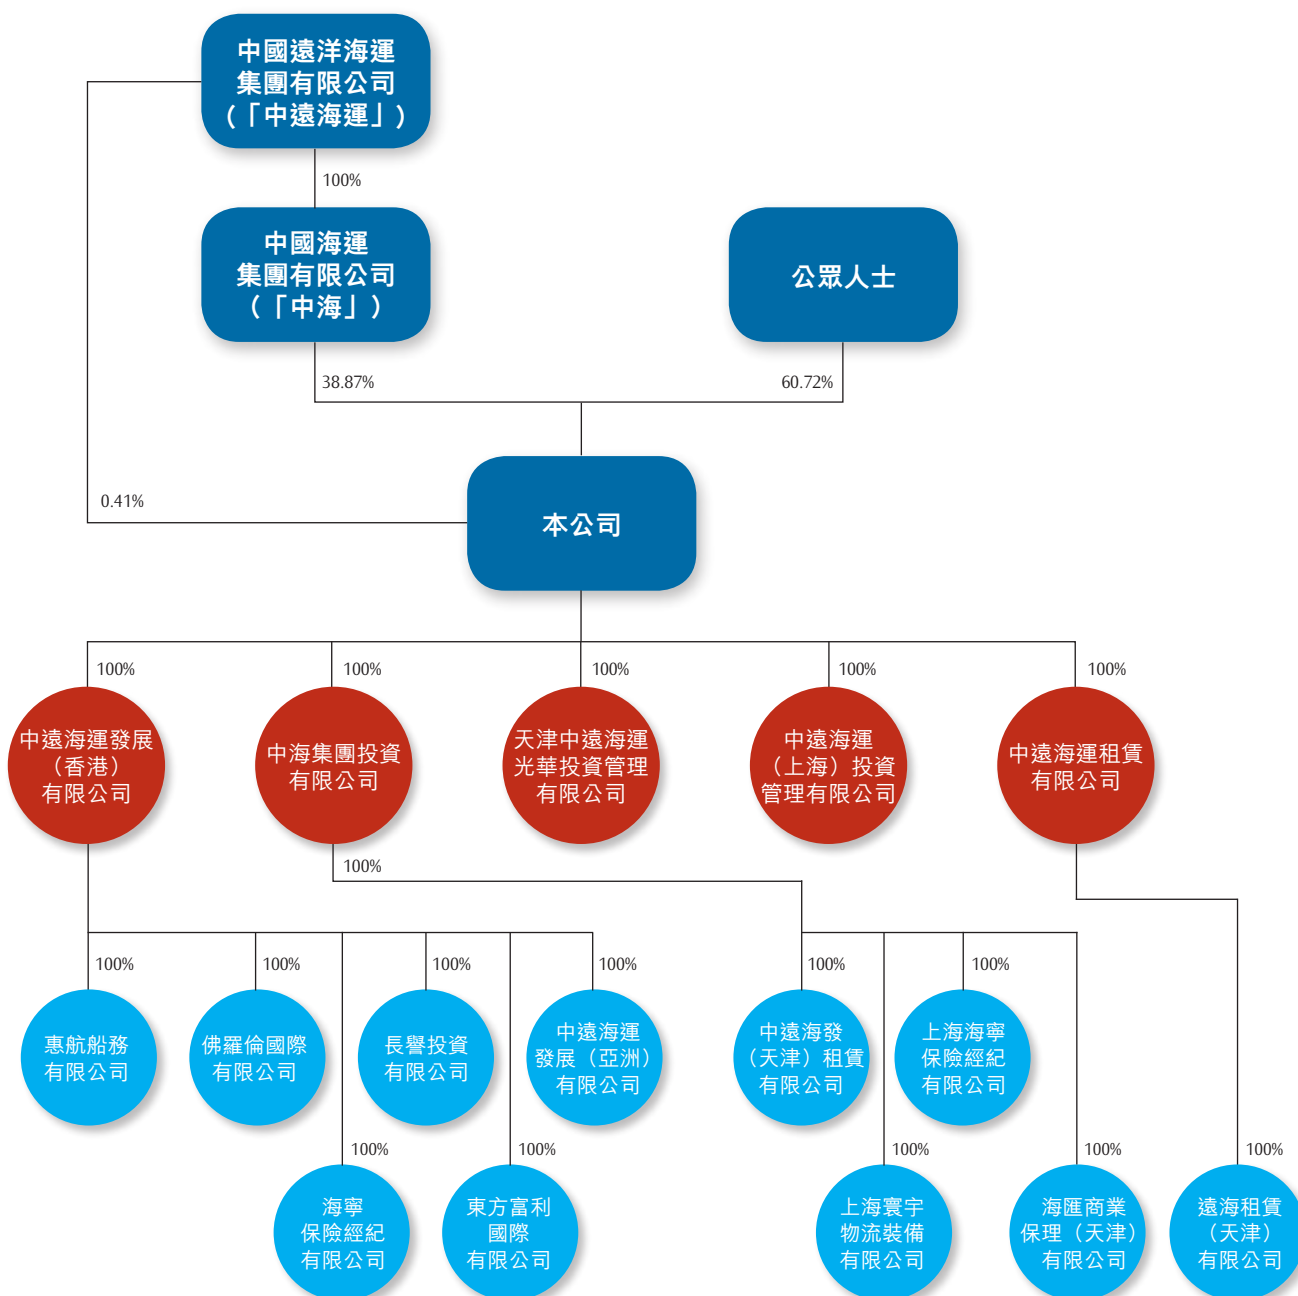 中國遠洋海運
集團有限公司
(「中遠海運」)
100%
中國海運
集團有限公司
(「中海」)
公眾人士
38.87%
60.72%
0.41%
本公司
100%
100%
100%
100%
100%
中遠海運發展
（香港）
有限公司
中海集團投資
有限公司
天津中遠海運
光華投資管理
有限公司
中遠海運
（上海）投資
管理有限公司
中遠海運租賃
有限公司
100%
100%
100%
100%
100%
100%
100%
惠航船務
有限公司
佛羅倫國際
有限公司
長譽投資
有限公司
中遠海運
發展（亞洲）
有限公司
中遠海發
（天津）租賃
有限公司
上海海寧
保險經紀
有限公司
100%
100%
100%
100%
100%
海寧
保險經紀
有限公司
東方富利
國際
有限公司
上海寰宇
物流裝備
有限公司
海匯商業
保理（天津）
有限公司
遠海租賃
（天津）
有限公司